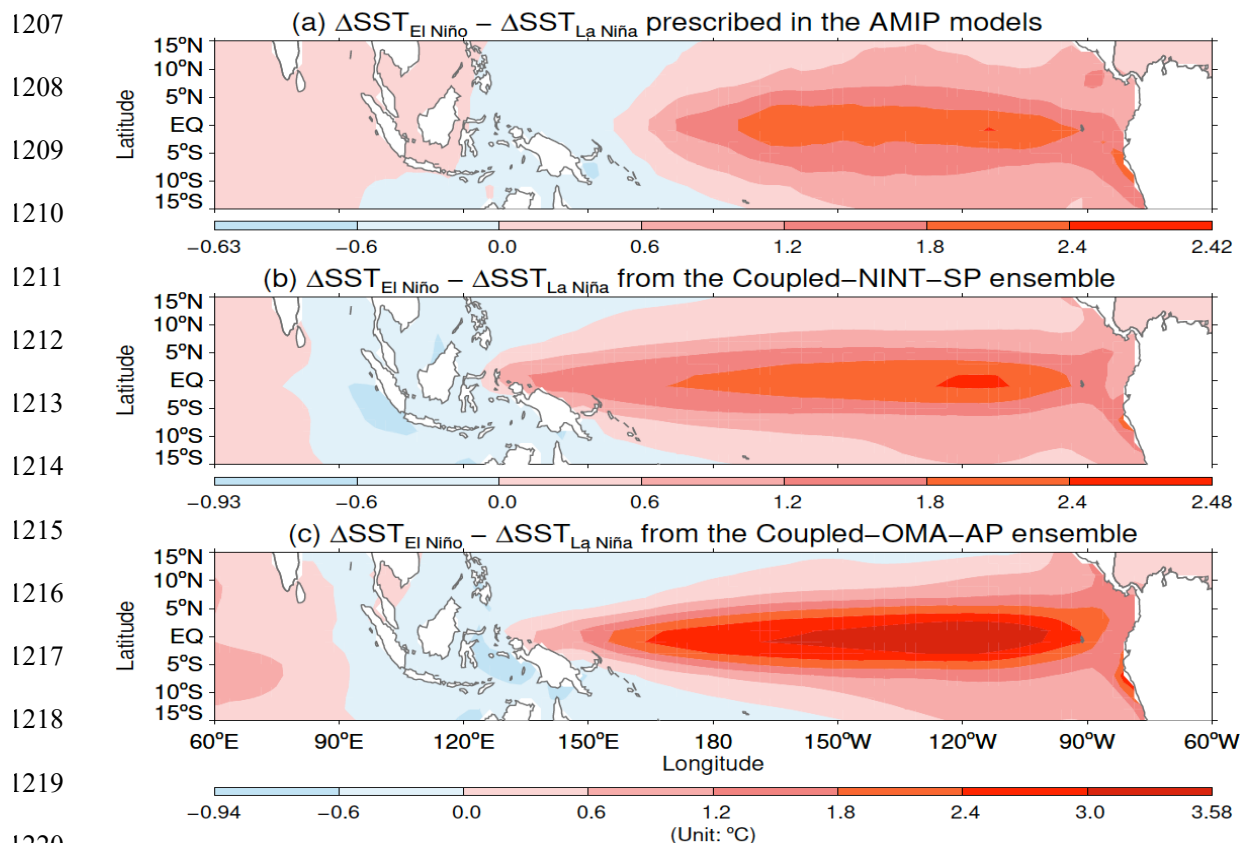 1207
(a) ΔSST El Niño – ΔSST La Niña prescribed in the AMIP models
15ºN
10ºN
1208
5ºN
EQ
Latitude
1209
5ºS
10ºS
1210
15ºS
−0.63 −0.6 0.0 0.6 1.2 1.8 2.4 2.42
1211
(b) ΔSST El Niño – ΔSST La Niña from the Coupled−NINT−SP ensemble
15ºN
10ºN
1212
5ºN
EQ
Latitude
1213
5ºS
10ºS
1214
15ºS
−0.93 −0.6 0.0 0.6 1.2 1.8 2.4 2.48
1215
(c) ΔSST El Niño – ΔSST La Niña from the Coupled−OMA−AP ensemble
15ºN
10ºN
1216
5ºN
EQ
Latitude
1217
5ºS
10ºS
1218
15ºS
60ºE 90ºE 120ºE 150ºE 180 150ºW 120ºW 90ºW 60ºW
Longitude
1219
−0.94 −0.6 0.0 0.6 1.2 1.8 2.4 3.0 3.58
(Unit: ºC)
1220